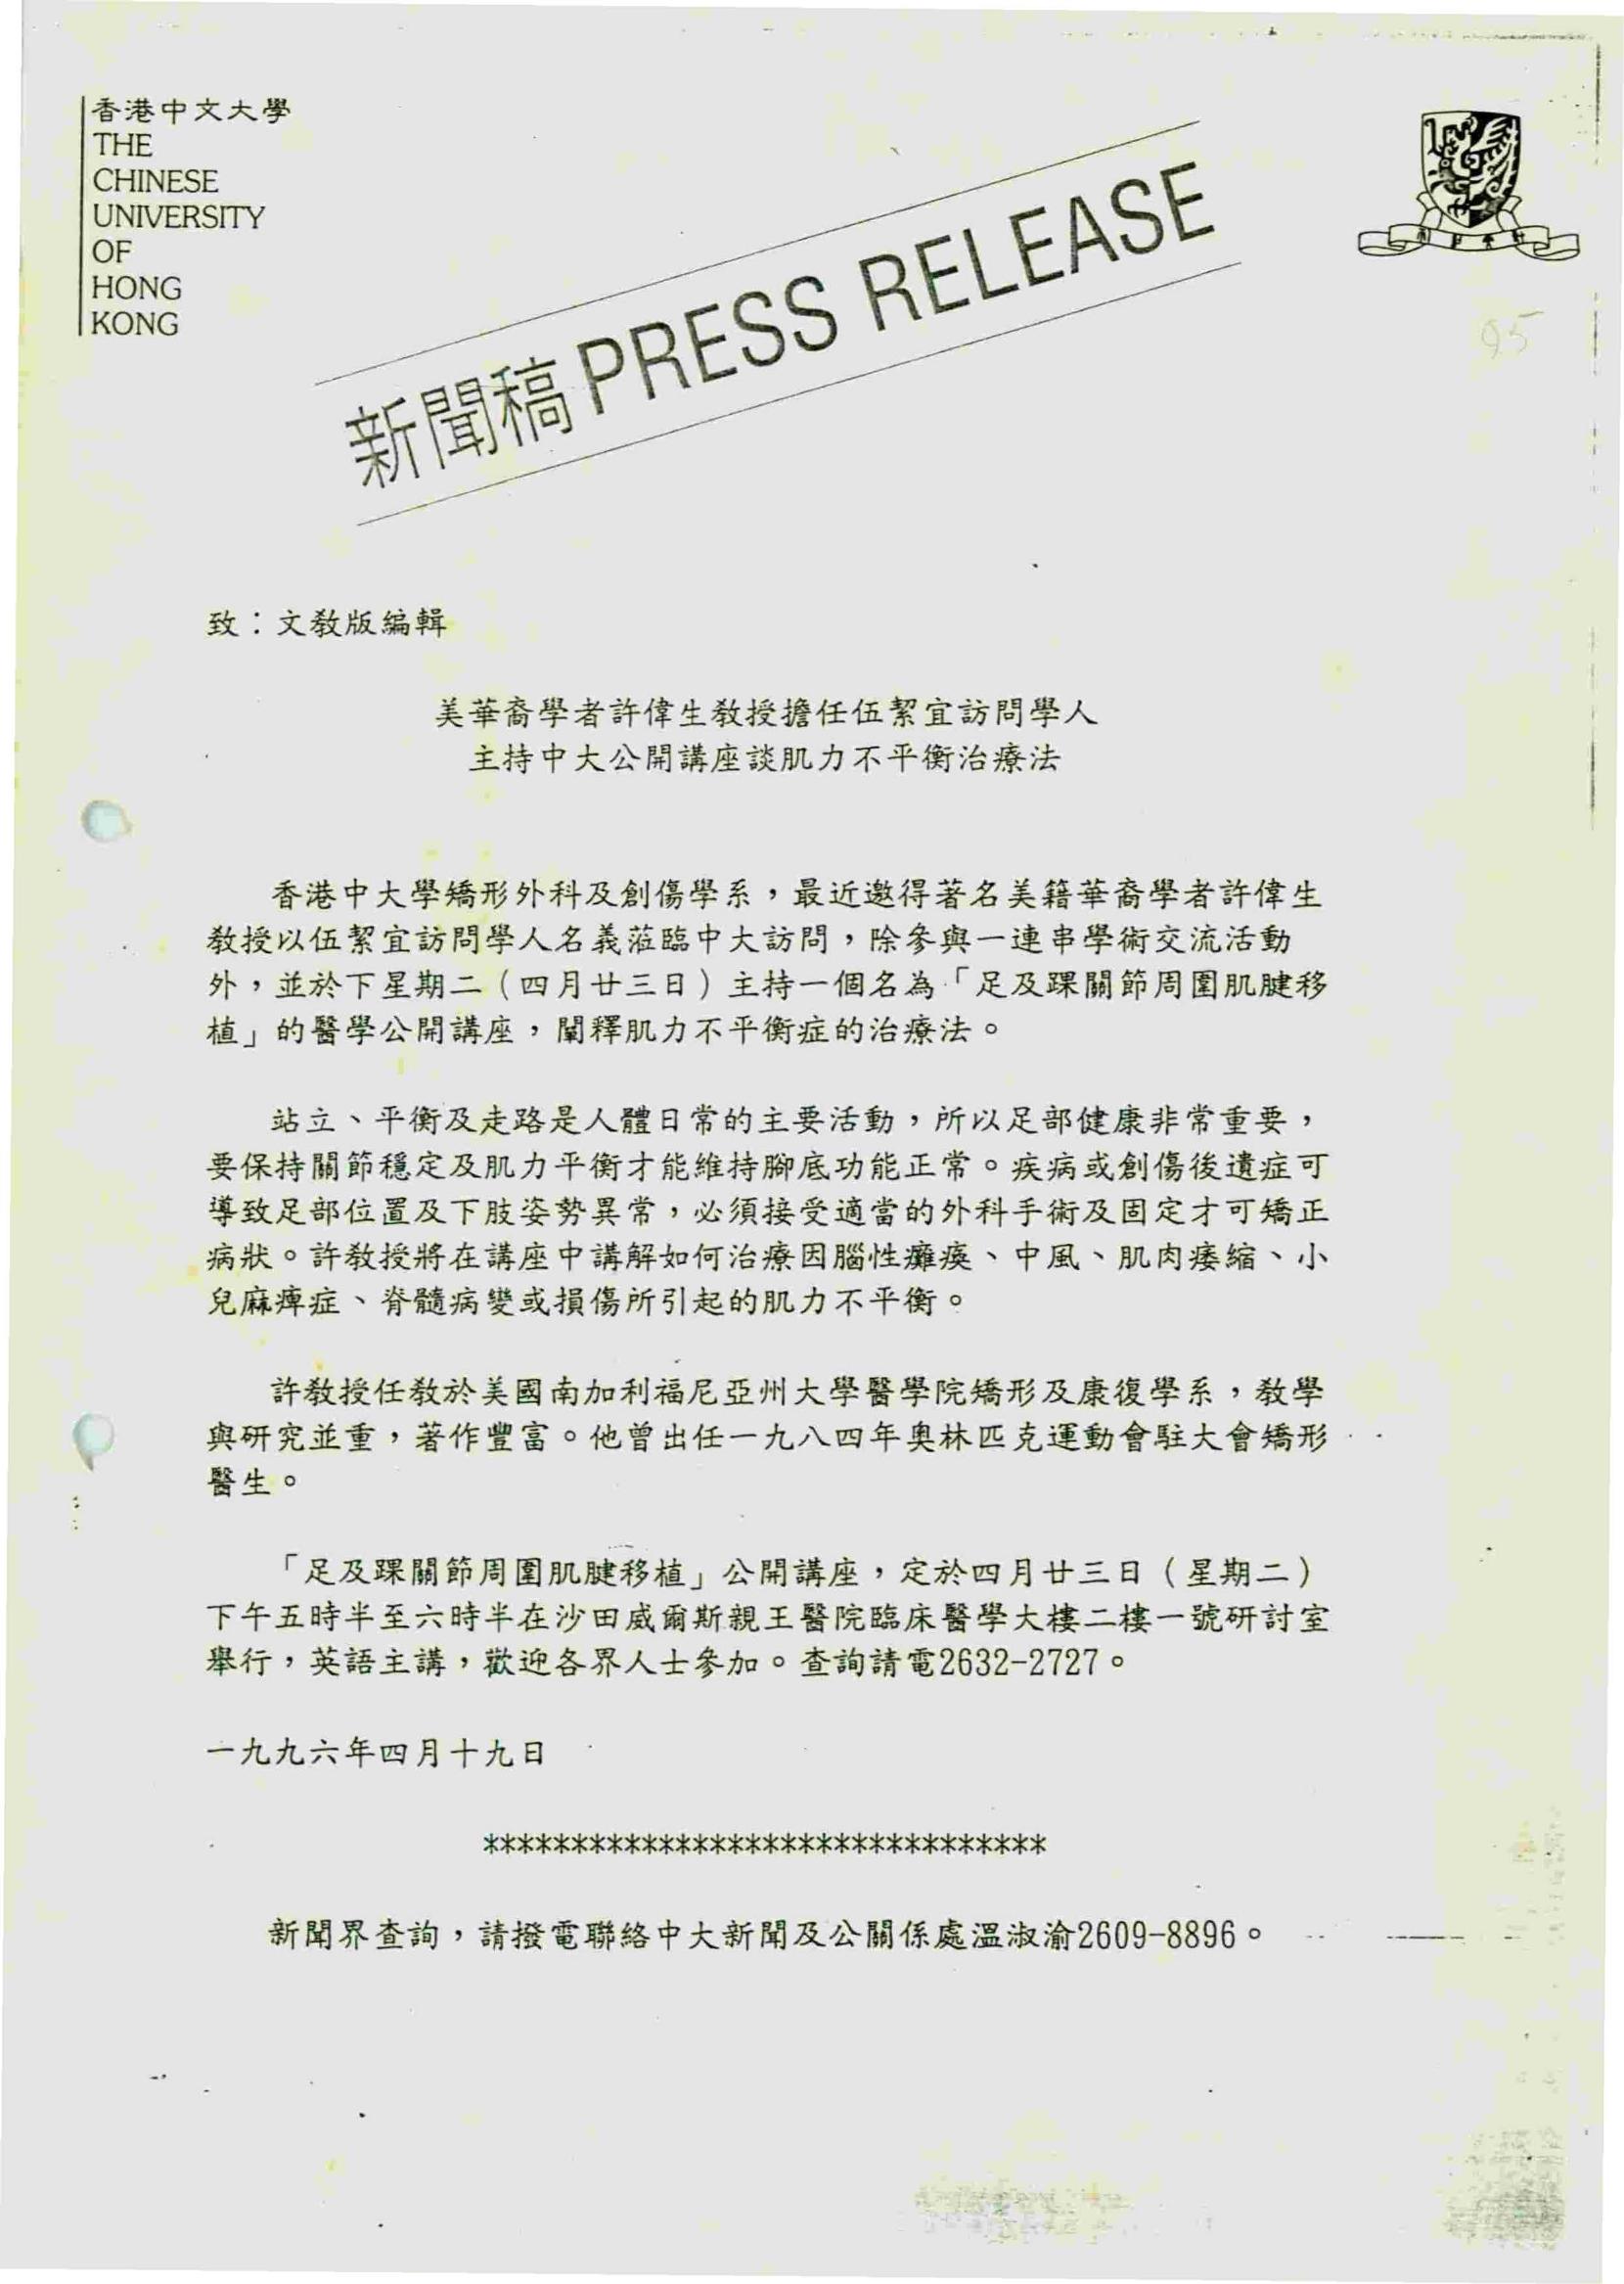 香港中文大學
THE
CHINESE
UNIVERSITY
OF
HONG
KONG
新聞稿 PRESS RELEASE
95
致：文教版編輯
美華裔學者許偉生教授擔任伍絜宜訪問學人
主持中大公開講座談肌力不平衡治療法
香港中大學矯形外科及創傷學系，最近邀得著名美籍華裔學者許偉生
教授以伍絜宜訪問學人名義蒞臨中大訪問，除參與一連串學術交流活動
外，並於下星期二（四月廿三日）主持一個名為「足及踝關節周圍肌腱移
植」的醫學公開講座，闡釋肌力不平衡症的治療法。
站立、平衡及走路是人體日常的主要活動，所以足部健康非常重要，
要保持關節穩定及肌力平衡才能維持腳底功能正常。疾病或創傷後遺症可
導致足部位置及下肢姿勢異常，必須接受適當的外科手術及固定才可矯正
病狀。許教授將在講座中講解如何治療因腦性癱瘓、中風、肌肉痿縮、小
兒麻痺症、脊髓病變或損傷所引起的肌力不平衡。
許教授任教於美國南加利福尼亞州大學醫學院矯形及康復學系，教學
與研究並重，著作豐富。他曾出任一九八四年奧林匹克運動會駐大會矯形
醫生。
「足及踝關節周圍肌腱移植」公開講座，定於四月廿三日（星期二）
下午五時半至六時半在沙田威爾斯親王醫院臨床醫學大樓二樓一號研討室
舉行，英語主講，歡迎各界人士參加。查詢請電2632-2727。
一九九六年四月十九日
********************************
新聞界查詢，請撥電聯絡中大新聞及公關係處溫淑渝2609-8896。